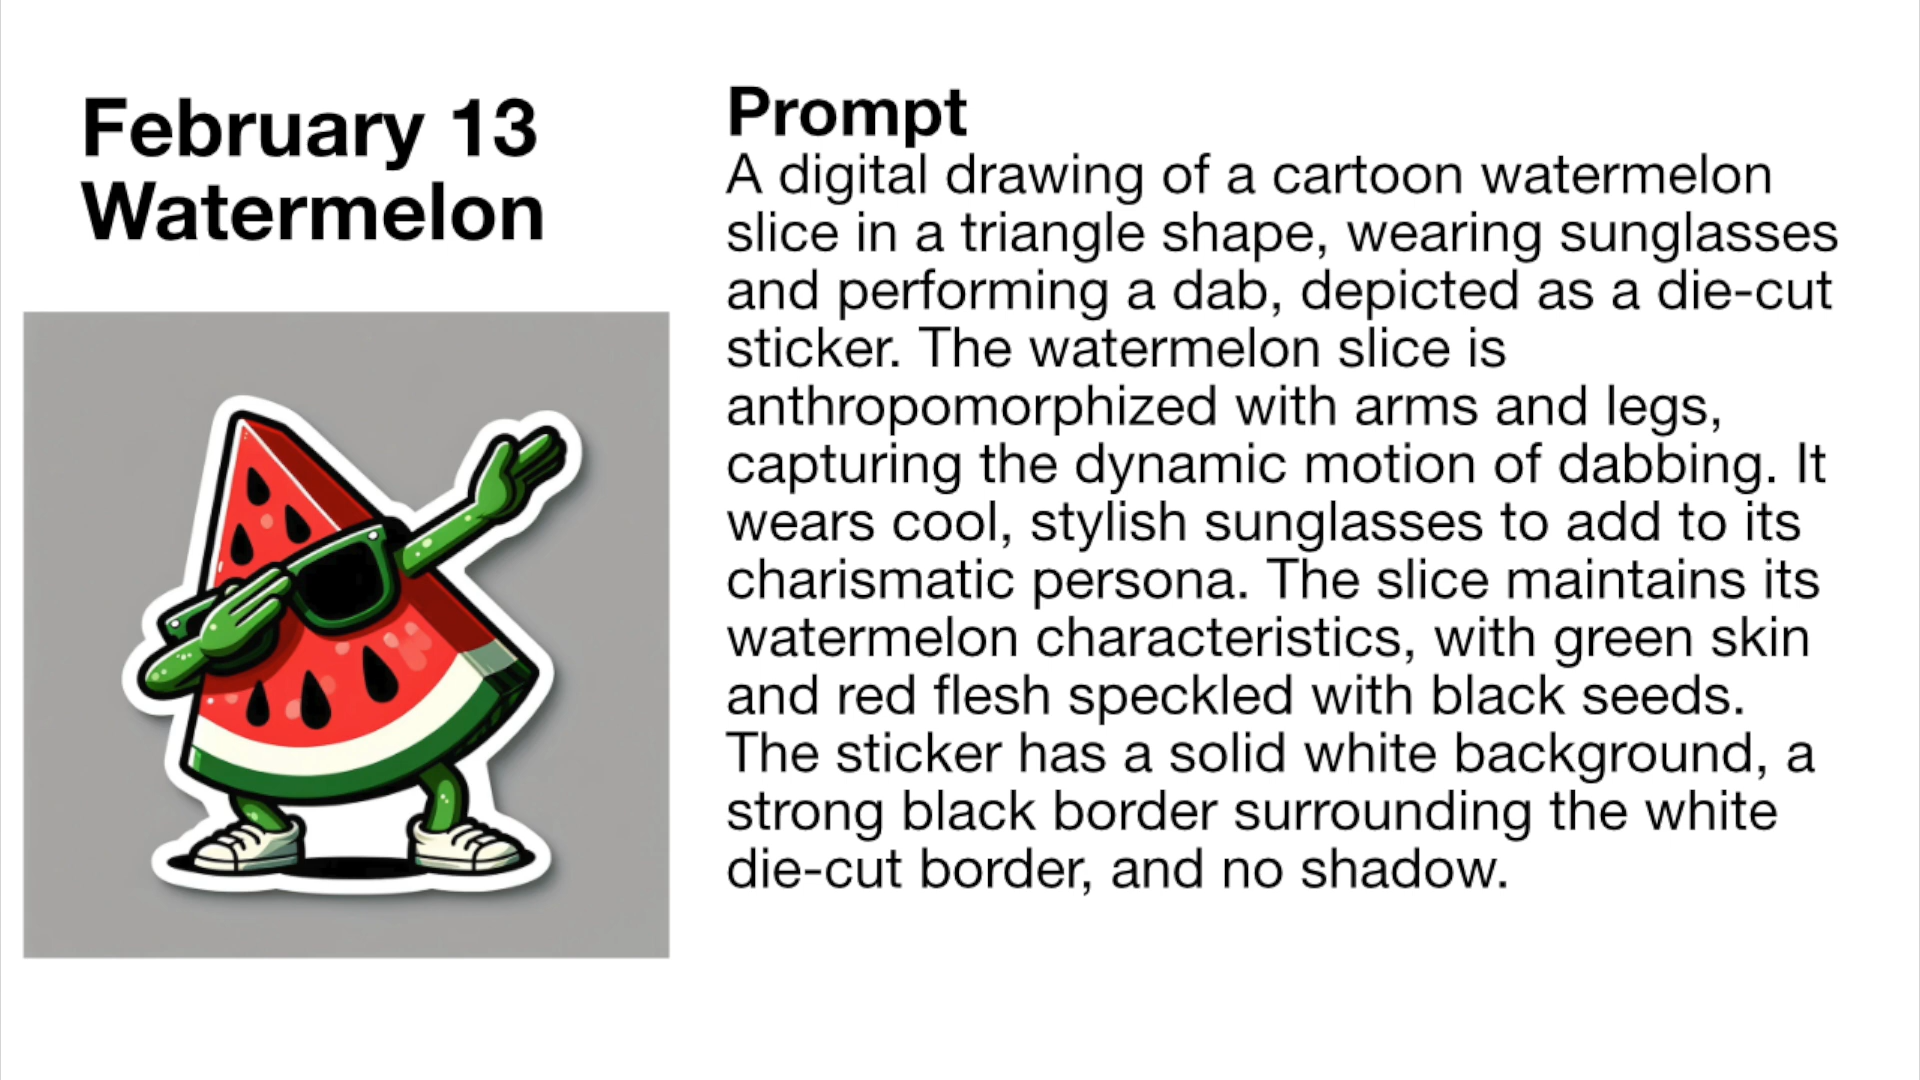 February 13
Watermelon
Prompt
A digital drawing of a cartoon watermelon
slice in a triangle shape, wearing sunglasses
and performing a dab, depicted as a die-cut
sticker. The watermelon slice is
anthropomorphized with arms and legs,
capturing the dynamic motion of dabbing. It
wears cool, stylish sunglasses to add to its
charismatic persona. The slice maintains its
watermelon characteristics, with green skin
and red flesh speckled with black seeds.
The sticker has a solid white background, a
strong black border surrounding the white
die-cut border, and no shadow.